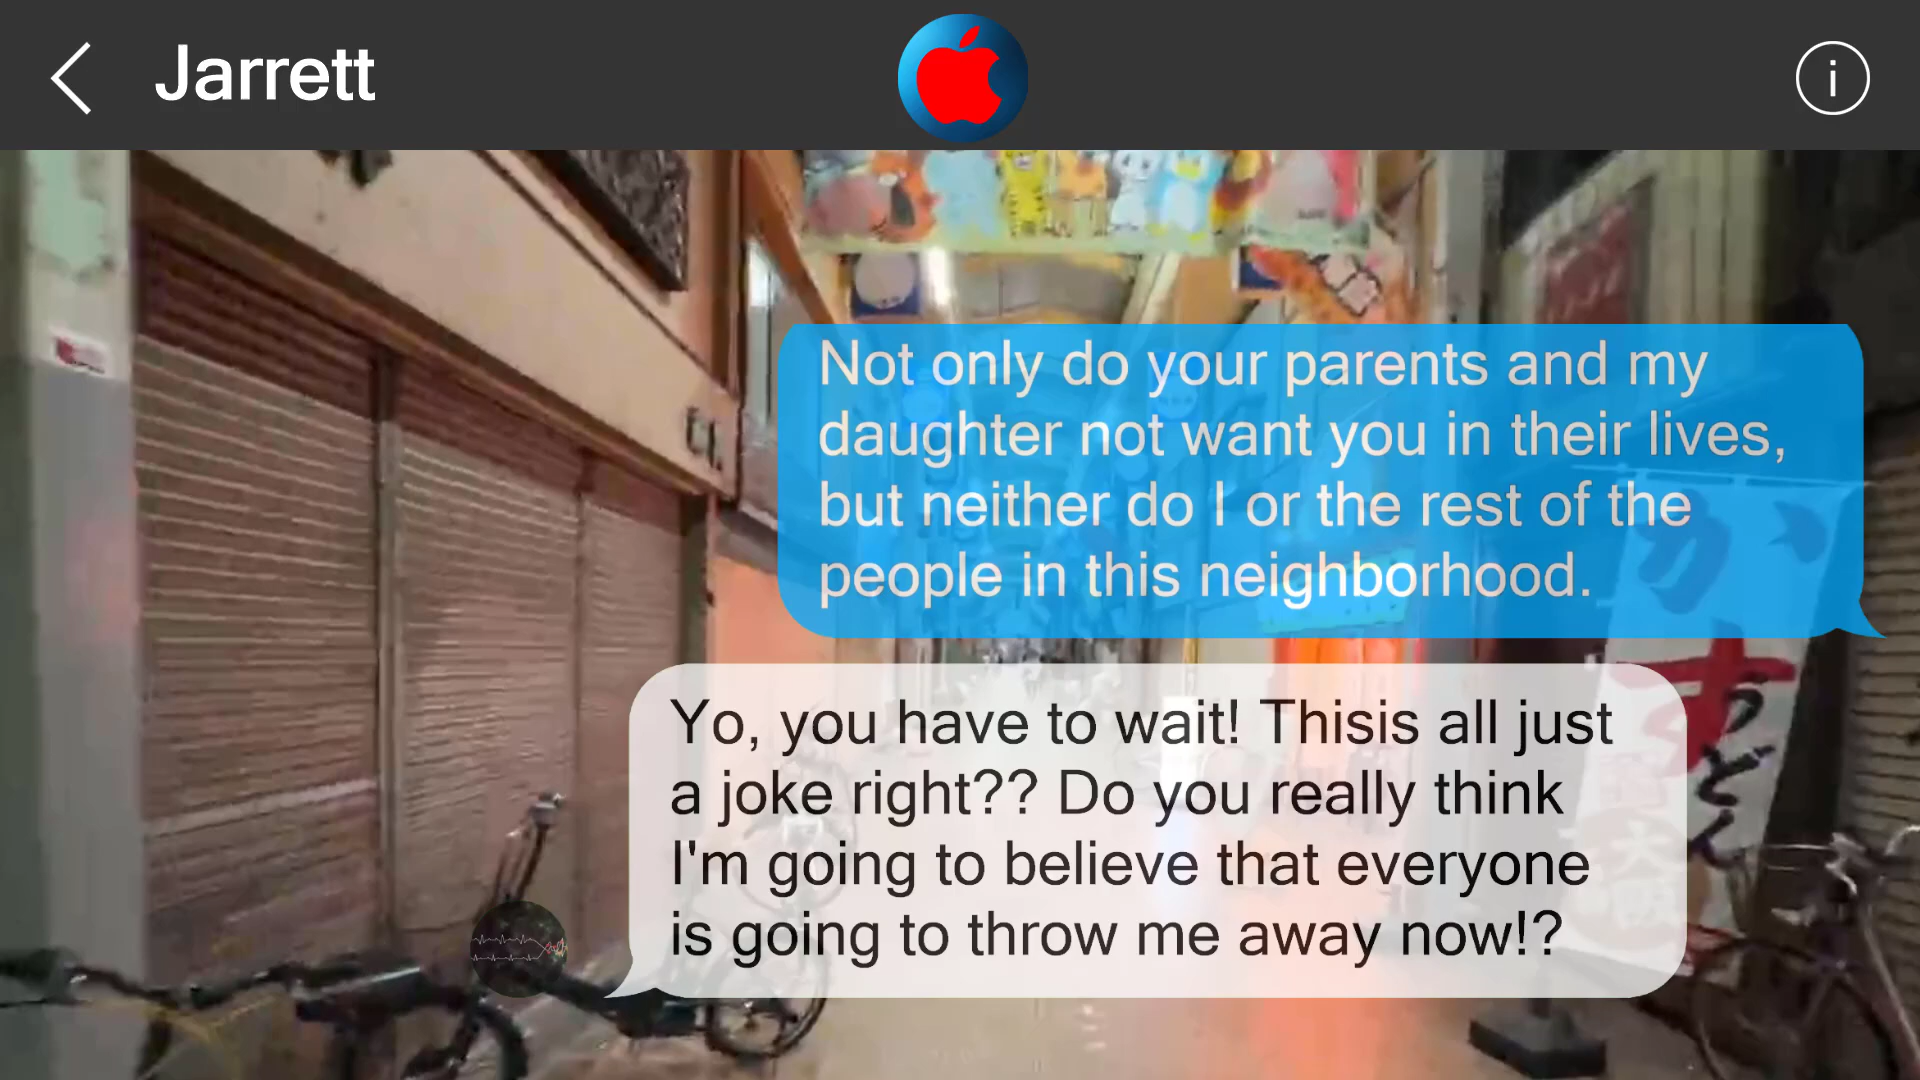 Jarrett
i
Not only do your parents and my
daughter not want you in their lives,
but neither do I or the rest of the
people in this neighborhood.
Yo, you have to wait! Thisis all just
a joke right?? Do you really think
I'm going to believe that everyone
is going to throw me away now!?